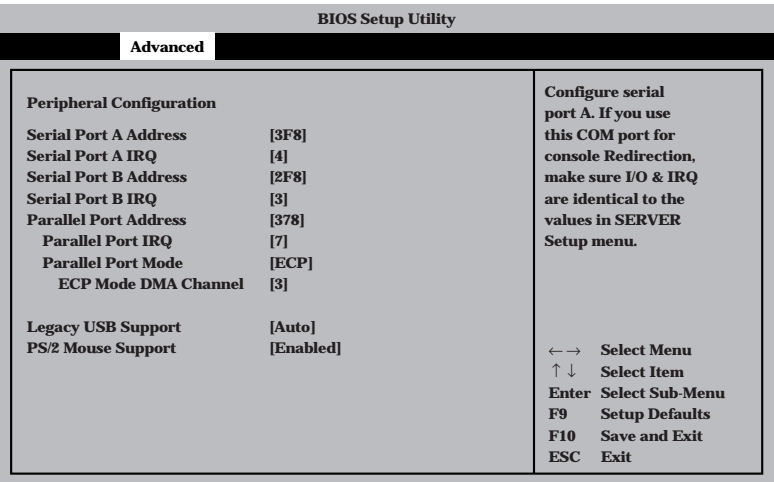 BIOS Setup Utility
Advanced
Peripheral Configuration
Serial Port A Address [3F8]
Serial Port A IRQ [4]
Serial Port B Address [2F8]
Serial Port B IRQ [3]
Parallel Port Address [378]
Parallel Port IRQ [7]
Parallel Port Mode [ECP]
ECP Mode DMA Channel [3]
Legacy USB Support [Auto]
PS/2 Mouse Support [Enabled]
Configure serial
port A. If you use
this COM port for
console Redirection,
make sure I/O & IRQ
are identical to the
values in SERVER
Setup menu.
←→ Select Menu
↑↓ Select Item
Enter Select Sub-Menu
F9 Setup Defaults
F10 Save and Exit
ESC Exit